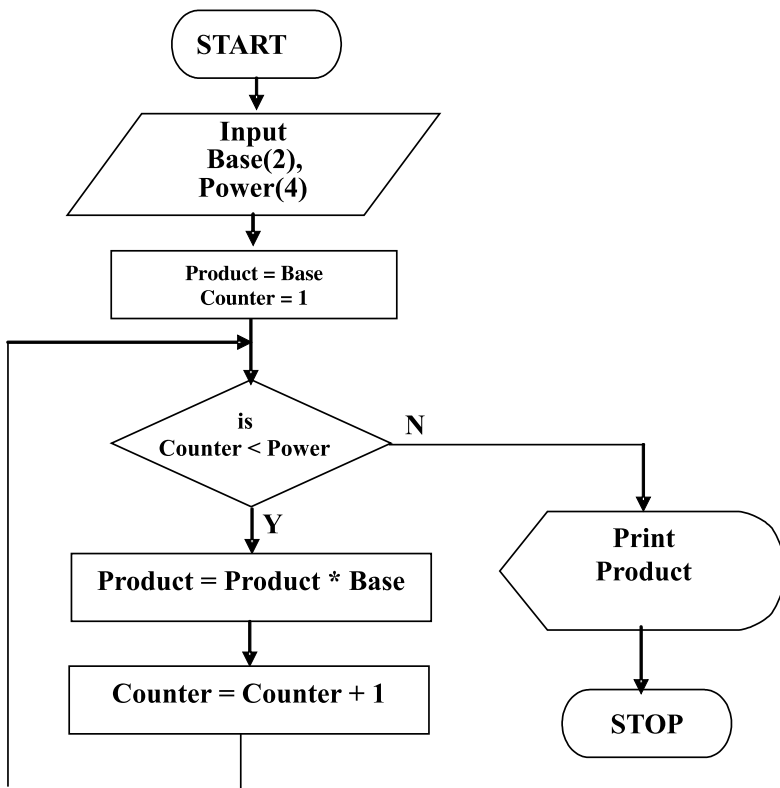 START
Input
Base(2),
Power(4)
Product = Base
Counter = 1
is
Counter < Power
N
Y
Product = Product * Base
Counter = Counter + 1
Print
Product
STOP